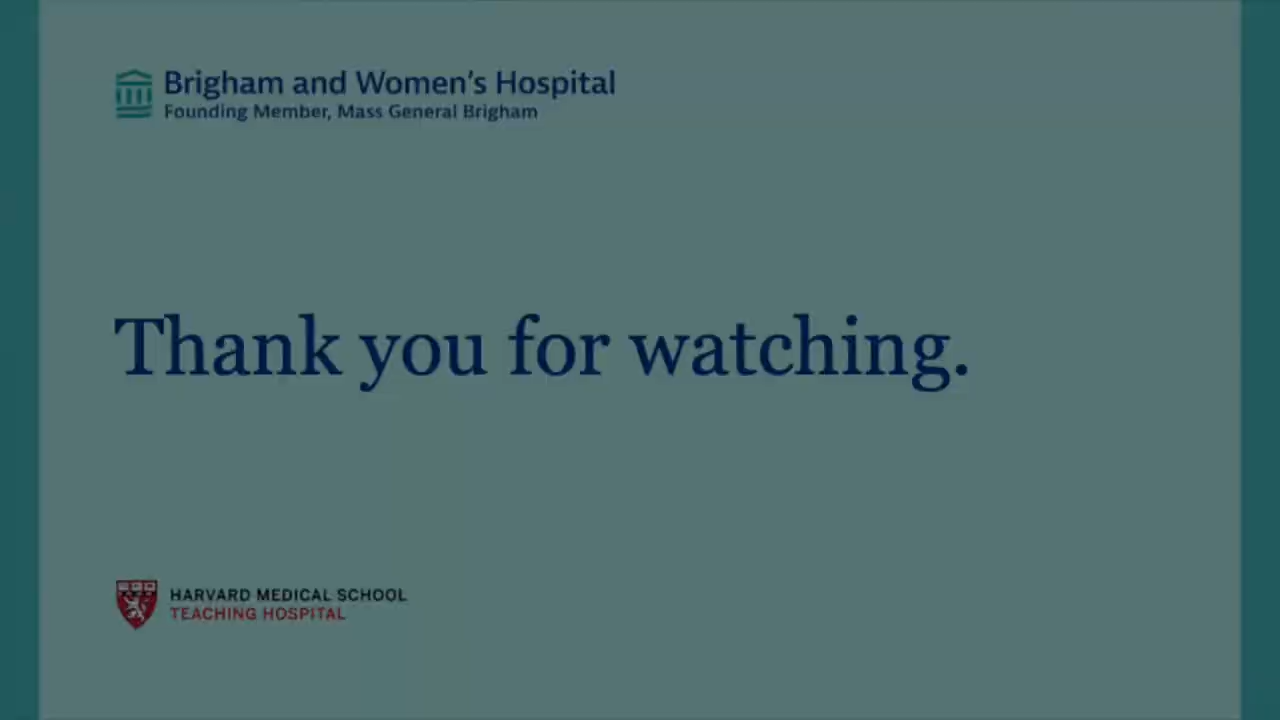 Brigham and Women's Hospital
Founding Member, Mass General Brigham
Thank you for watching.
HARVARD MEDICAL SCHOOL
TEACHING HOSPITAL